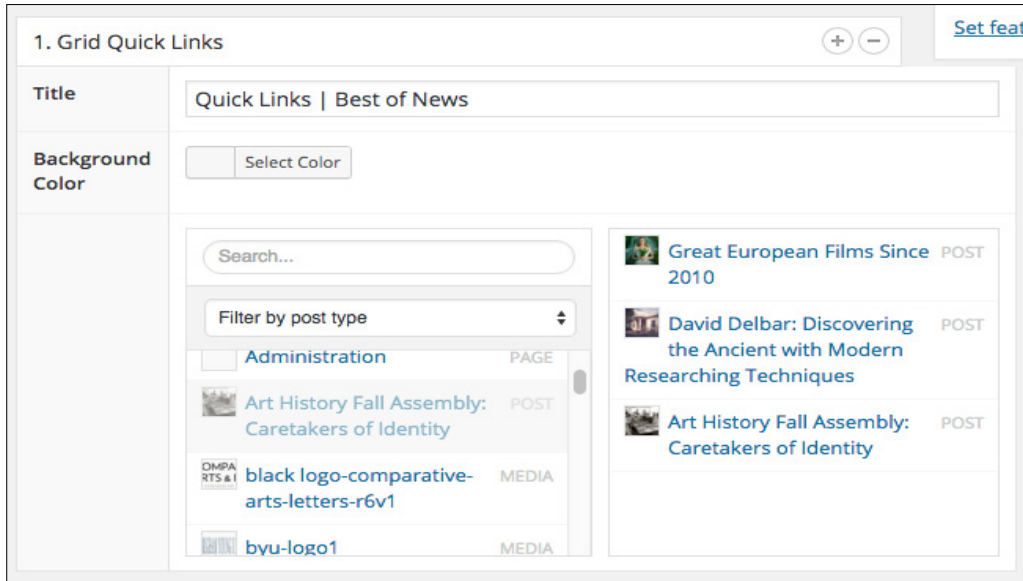 1. Grid Quick Links
Set feat
Title
Quick Links | Best of News
Background
Color
Select Color
Search...
Filter by post type
Administration PAGE
Art History Fall Assembly: POST
Caretakers of Identity
OMPA
RTS & I
black logo-comparative- MEDIA
arts-letters-r6v1
byu-logo1 MEDIA
Great European Films Since POST
2010
David Delbar: Discovering POST
the Ancient with Modern
Researching Techniques
Art History Fall Assembly: POST
Caretakers of Identity